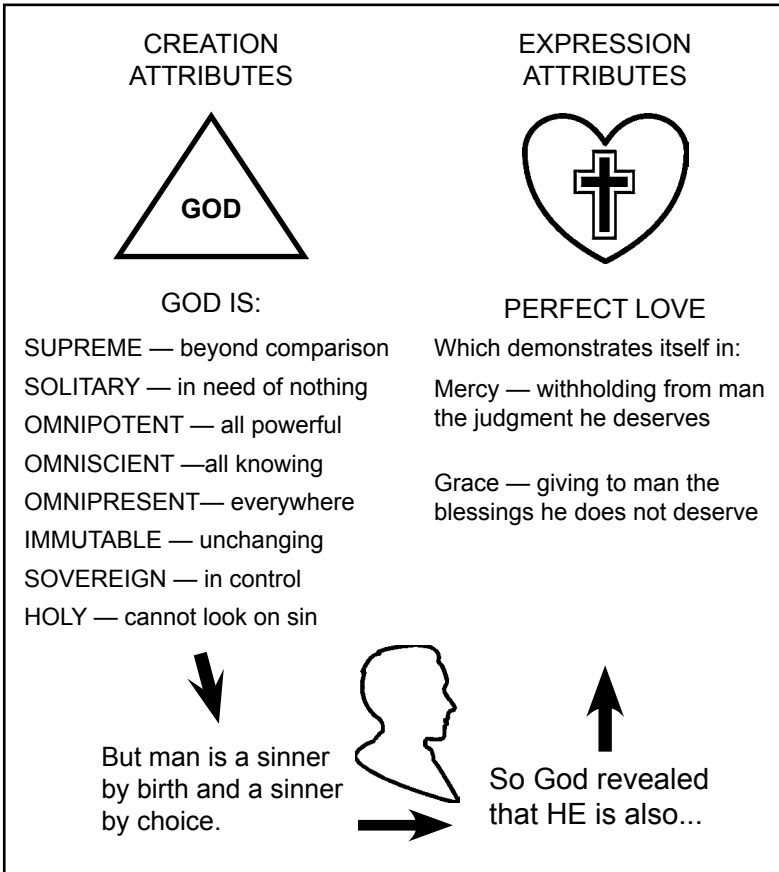 CREATION
ATTRIBUTES
GOD
GOD IS:
SUPREME — beyond comparison
SOLITARY — in need of nothing
OMNIPOTENT — all powerful
OMNISCIENT —all knowing
OMNIPRESENT— everywhere
IMMUTABLE — unchanging
SOVEREIGN — in control
HOLY — cannot look on sin
But man is a sinner
by birth and a sinner
by choice.
So God revealed
that HE is also...
EXPRESSION
ATTRIBUTES
PERFECT LOVE
Which demonstrates itself in:
Mercy — withholding from man
the judgment he deserves
Grace — giving to man the
blessings he does not deserve